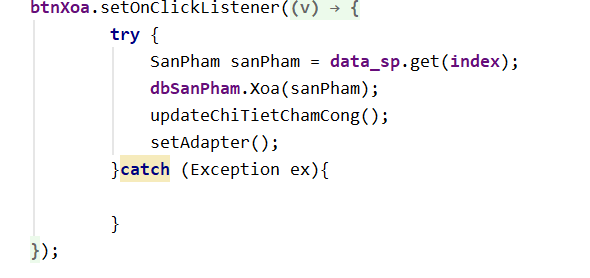 btnXoa.setOnClickListener((v) → {
try {
SanPham sanPham = data_sp.get(index);
dbSanPham.Xoa(sanPham);
updateChiTietChamCong();
setAdapter();
}catch (Exception ex){
}
});